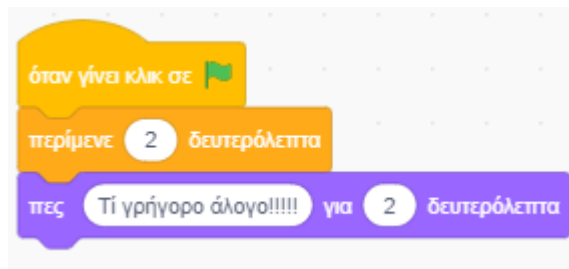 όταν γίνει κλικ σε
περίμενε 2 δευτερόλεπτα
πες Τί γρήγορο άλογο!!!!! για 2 δευτερόλεπτα